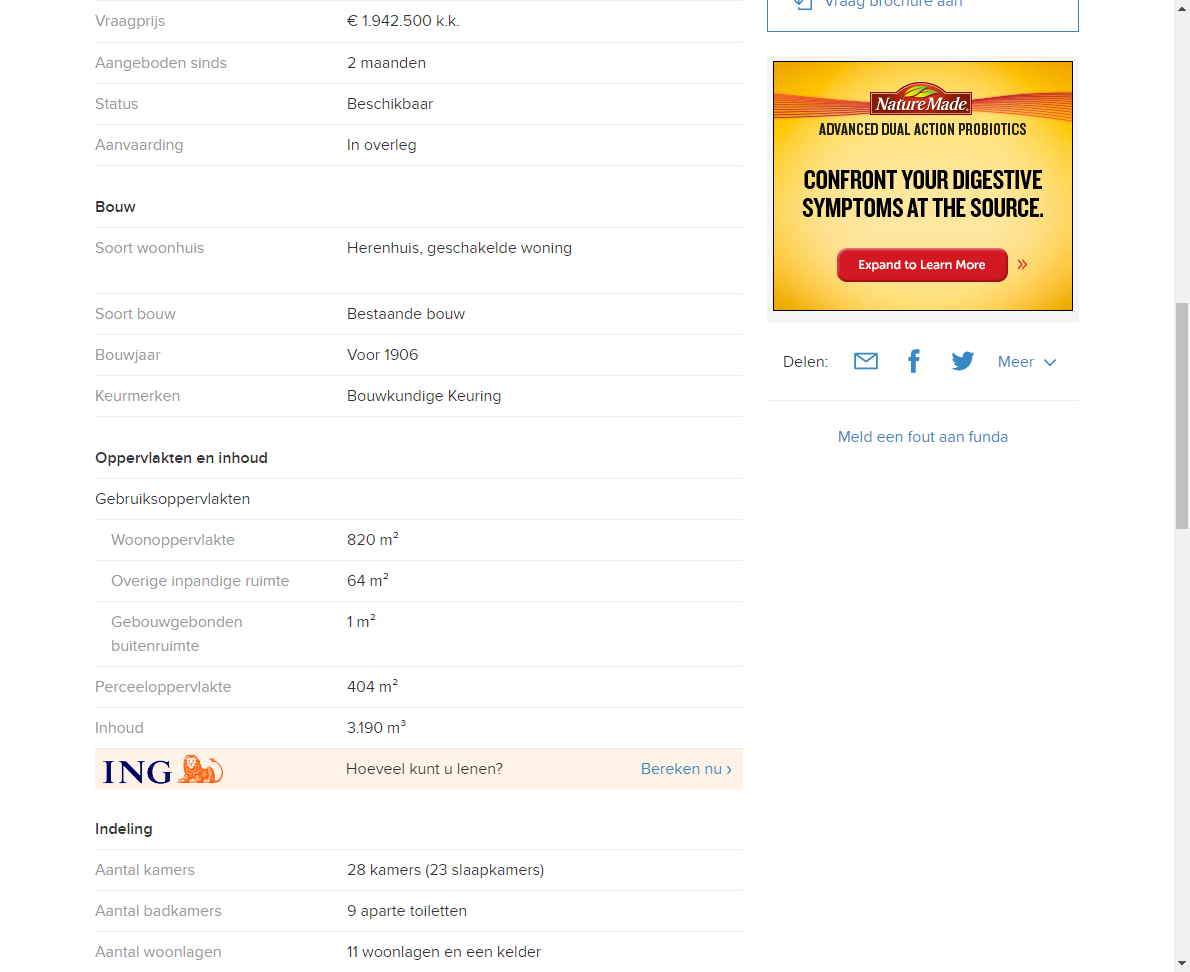 Vraagprijs € 1.942.500 k.k.
Aangeboden sinds 2 maanden
Status Beschikbaar
Aanvaarding In overleg
Bouw
Soort woonhuis Herenhuis, geschakelde woning
Soort bouw Bestaande bouw
Bouwjaar Voor 1906
Keurmerken Bouwkundige Keuring
Oppervlakten en inhoud
Gebruiksoppervlakten
Woonoppervlakte 820 m²
Overige inpandige ruimte 64 m²
Gebouwgebonden 1 m²
buitenruimte
Perceeloppervlakte 404 m²
Inhoud 3.190 m³
ING Hoeveel kunt u lenen? Bereken nu ›
Indeling
Aantal kamers 28 kamers (23 slaapkamers)
Aantal badkamers 9 aparte toiletten
Aantal woonlagen 11 woonlagen en een kelder
Vraag brochure aan
Nature Made.
ADVANCED DUAL ACTION PROBIOTICS
CONFRONT YOUR DIGESTIVE
SYMPTOMS AT THE SOURCE.
Expand to Learn More »
Delen: Meer
Meld een fout aan funda